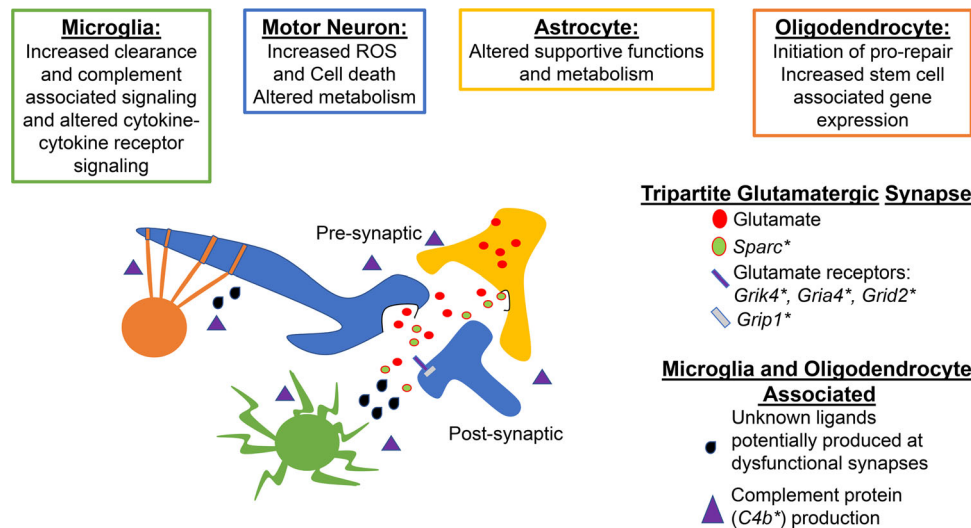 Microglia:
Increased clearance
and complement
associated signaling
and altered cytokine-
cytokine receptor
signaling
Motor Neuron:
Increased ROS
and Cell death
Altered metabolism
Astrocyte:
Altered supportive functions
and metabolism
Oligodendrocyte:
Initiation of pro-repair
Increased stem cell
associated gene
expression
Pre-synaptic
Post-synaptic
Tripartite Glutamatergic Synapse
Glutamate
Sparc*
Glutamate receptors:
Grik4*, Gria4*, Grid2*
Grip1*
Microglia and Oligodendrocyte
Associated
Unknown ligands
potentially produced at
dysfunctional synapses
Complement protein
(C4b*) production